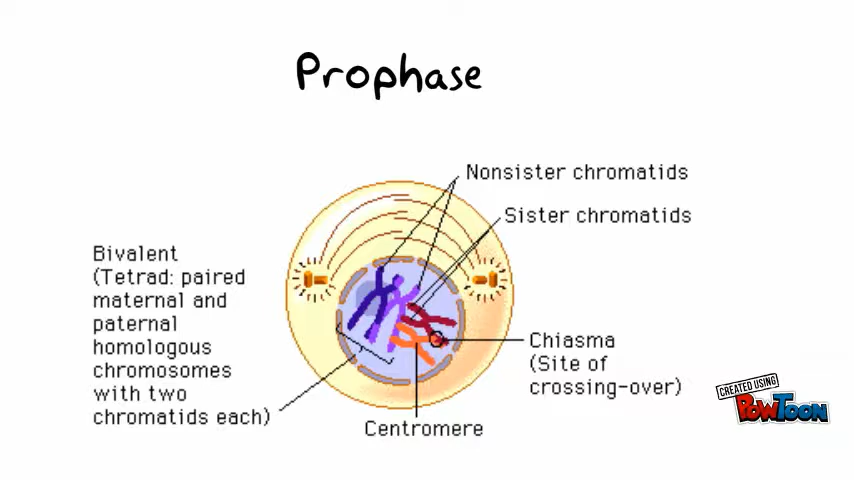 Prophase
Nonsister chromatids
Sister chromatids
Bivalent
(Tetrad: paired
maternal and
paternal
homologous
chromosomes
with two
chromatids each)
Chiasma
(Site of
crossing-over)
Centromere
CREATED USING
POWTOON